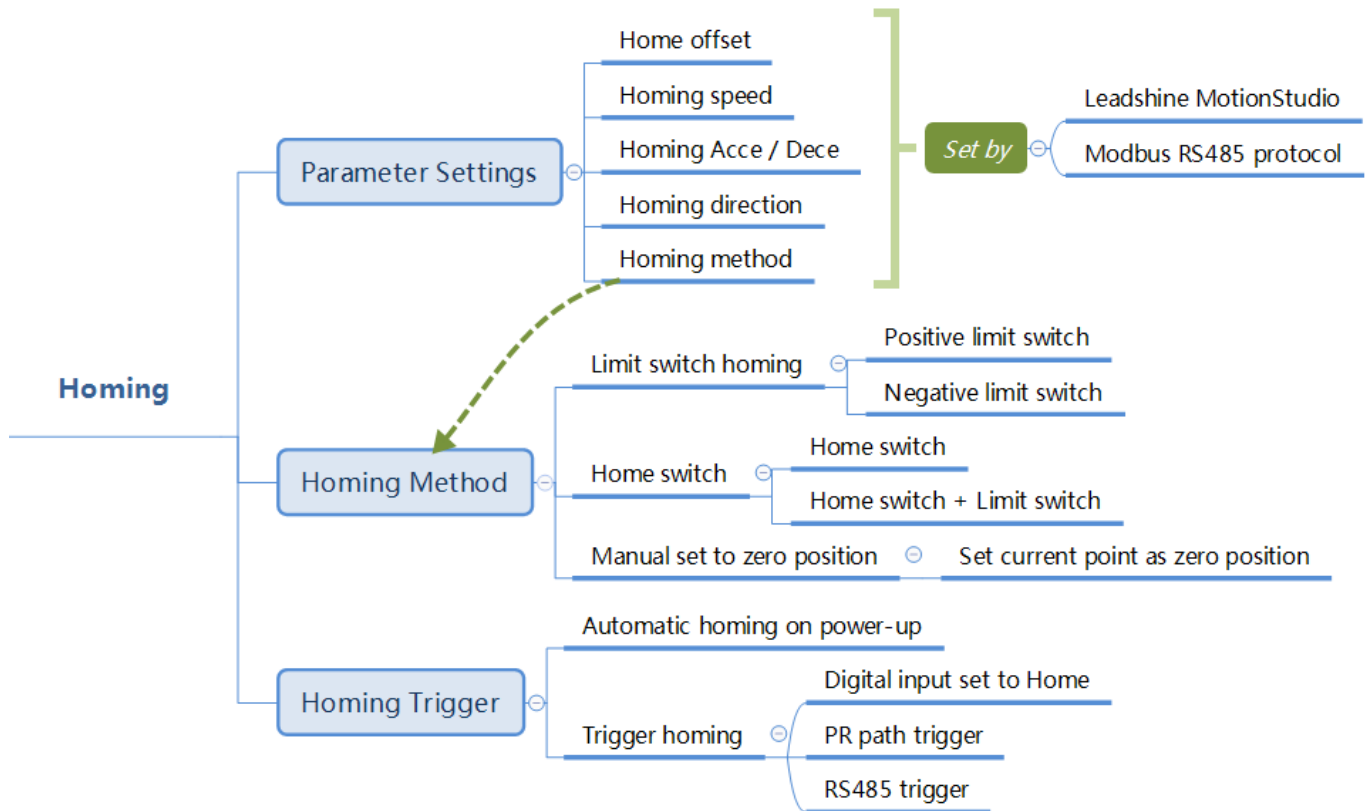 Homing
Parameter Settings
Home offset
Homing speed
Homing Acce / Dece
Homing direction
Homing method
Set by
Leadshine MotionStudio
Modbus RS485 protocol
Homing Method
Limit switch homing
Positive limit switch
Negative limit switch
Home switch
Home switch
Home switch + Limit switch
Manual set to zero position
Set current point as zero position
Homing Trigger
Automatic homing on power-up
Trigger homing
Digital input set to Home
PR path trigger
RS485 trigger